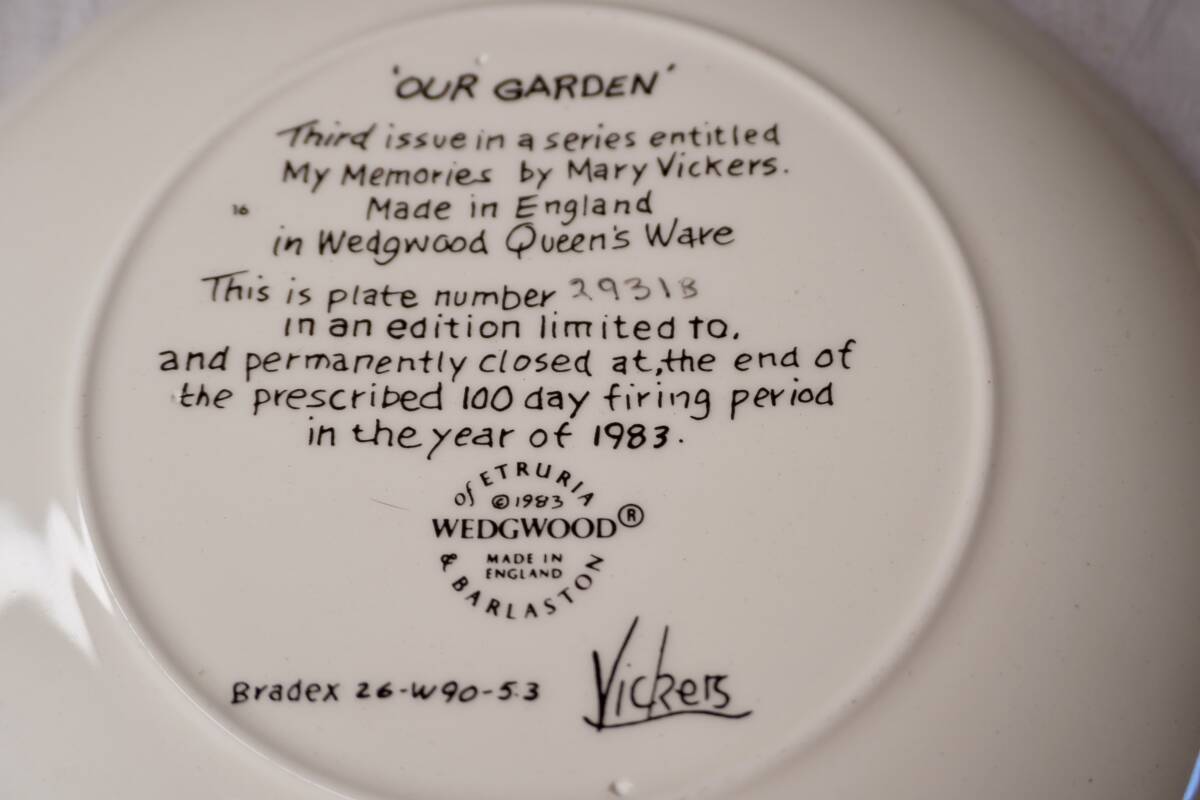 'OUR GARDEN'
Third issue in a series entitled
My Memories by Mary Vickers.
16
Made in England
in Wedgwood Queen's Ware
This is plate number 29318
in an edition limited to,
and permanently closed at, the end of
the prescribed 100 day firing period
in the year of 1983.
of ETRURIA
©1983
WEDGWOOD®
MADE IN
ENGLAND
& BARLASTON
Bradex 26-W90-5.3
Vickers